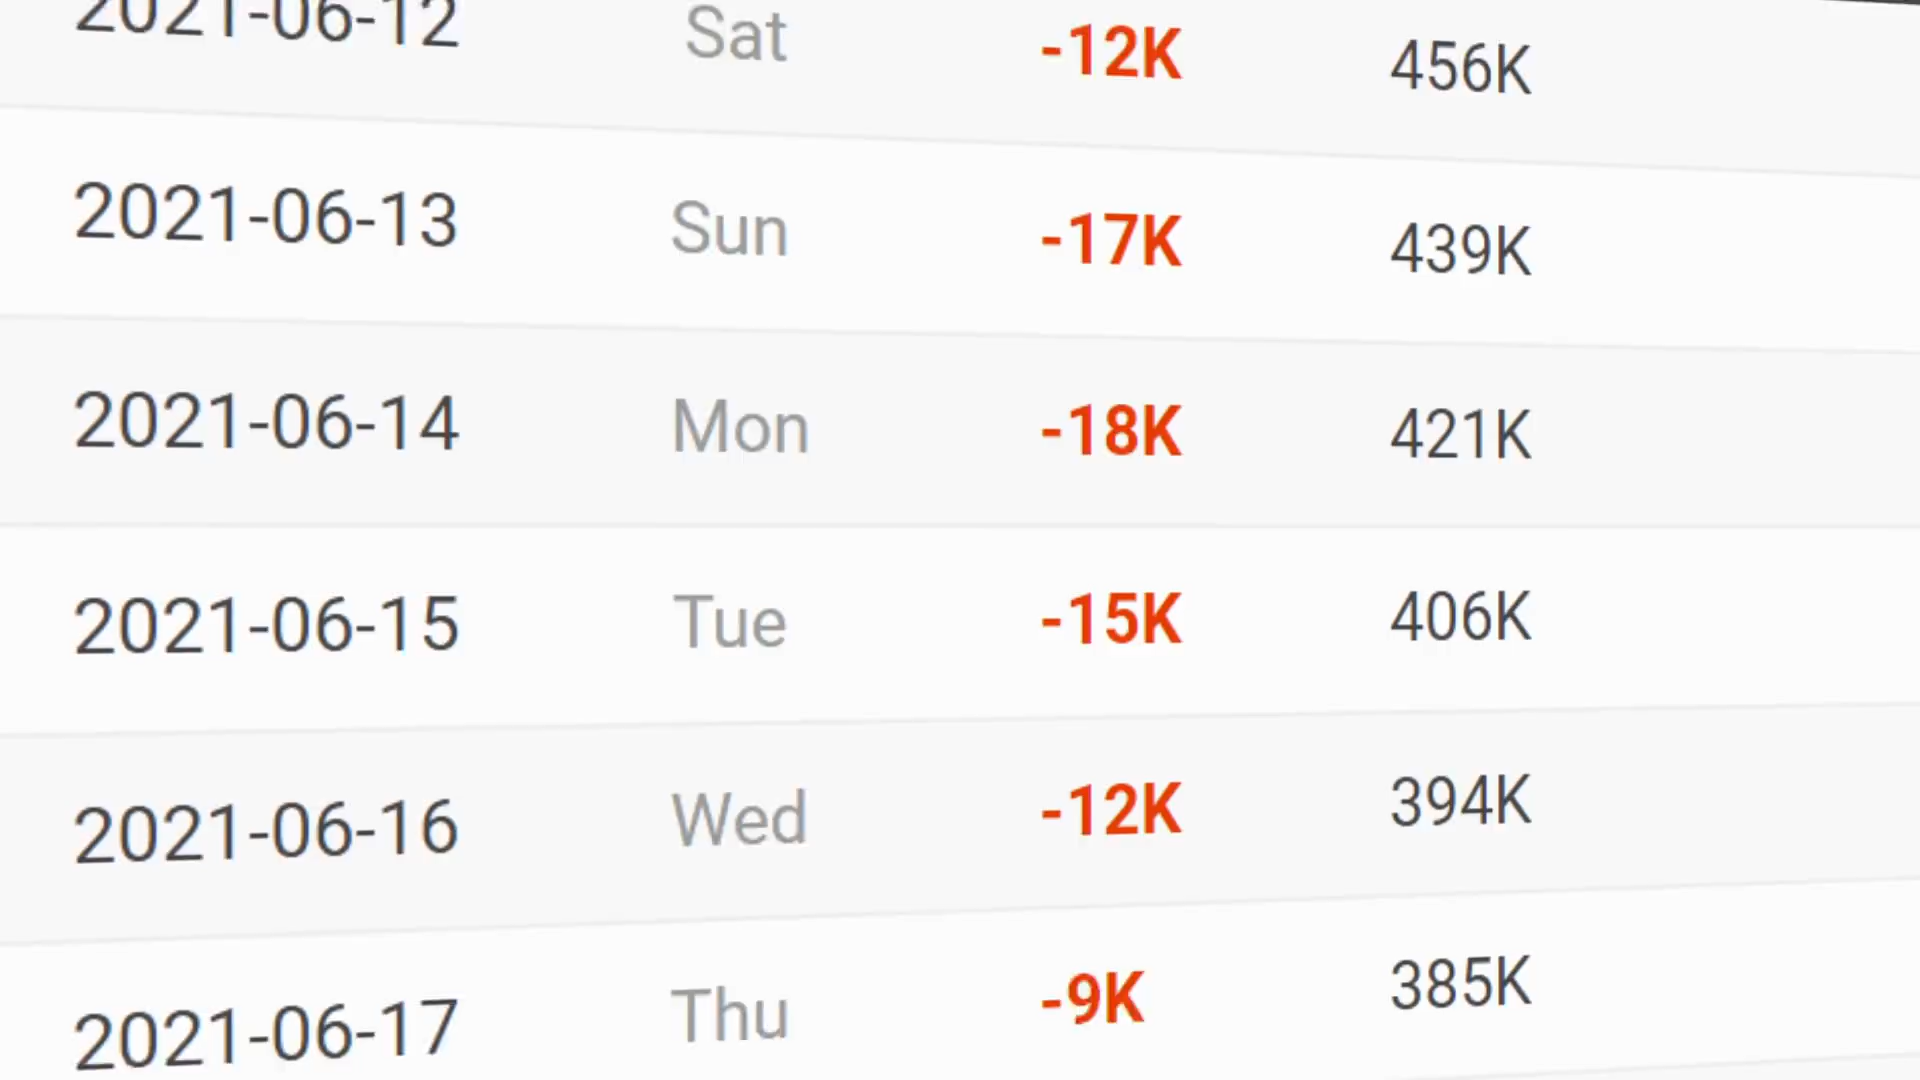 2021-06-12 Sat -12K 456K
2021-06-13 Sun -17K 439K
2021-06-14 Mon -18K 421K
2021-06-15 Tue -15K 406K
2021-06-16 Wed -12K 394K
2021-06-17 Thu -9K 385K